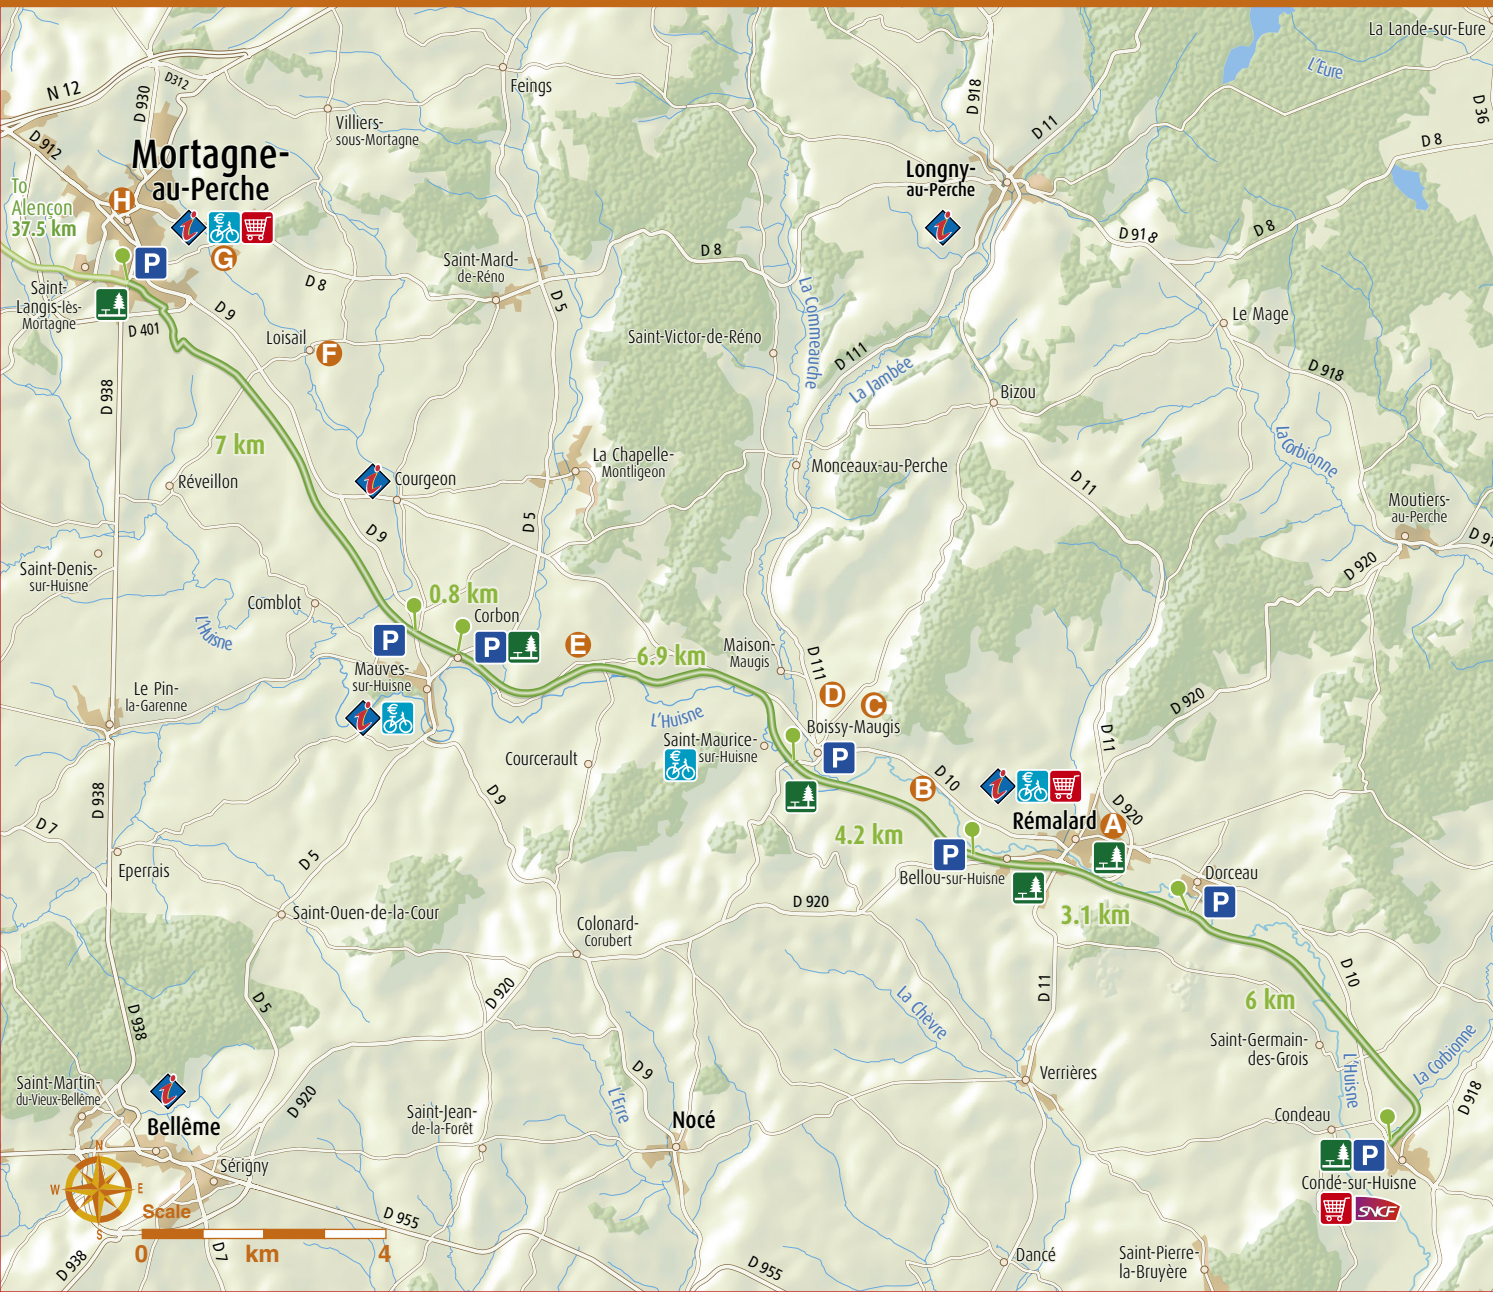 La Lande-sur-Eure
L'Eure
Feings
N 12
D 930
D312
D 918
D 11
D 36
Villiers-
sous-Mortagne
D 912
D 8
Mortagne-
au-Perche
Longny-
au-Perche
To
Alençon
37.5 km
H
i
€
G
P
D 918
D 8
D 8
Saint-Mard-
de-Réno
D 8
D 5
La Commeauche
Saint-
Langis-lès-
Mortagne
D 401
D 9
Loisail
F
Saint-Victor-de-Réno
Le Mage
D 111
La Jambée
D 918
D 938
Bizou
7 km
La Corbionne
La Chapelle-
Montligeon
Monceaux-au-Perche
Réveillon
i
Courgeon
D 11
Moutiers-
au-Perche
D 5
D 9
D 91
D 920
Saint-Denis-
sur-Huisne
Comblot
L'Huisne
0.8 km
Corbon
P
P
E
6.9 km
Maison-
Maugis
D 111
Mauves-
sur-Huisne
D
C
Le Pin-
la-Garenne
i
€
L'Huisne
Boissy-Maugis
D 920
D 11
Saint-Maurice-
sur-Huisne
€
P
Courcerault
D 9
D 938
B
D 10
i
€
D 920
D 7
Rémalard
A
4.2 km
P
D 5
Eperrais
Bellou-sur-Huisne
Dorceau
P
D 920
3.1 km
Saint-Ouen-de-la-Cour
Colonard-
Corubert
D 10
D 920
D 5
D 11
6 km
La Chèvre
D 938
Saint-Germain-
des-Grois
L'Huisne
La Corbionne
D 9
Verrières
Saint-Martin-
du-Vieux-Bellême
i
D 920
L'Erre
D 918
Saint-Jean-
de-la-Forêt
Nocé
Condeau
Bellême
P
N
W
E
S
Sérigny
Condé-sur-Huisne
SNCF
Scale
0
km
4
D 955
D 938
D 7
D 955
Dancé
Saint-Pierre-
la-Bruyère